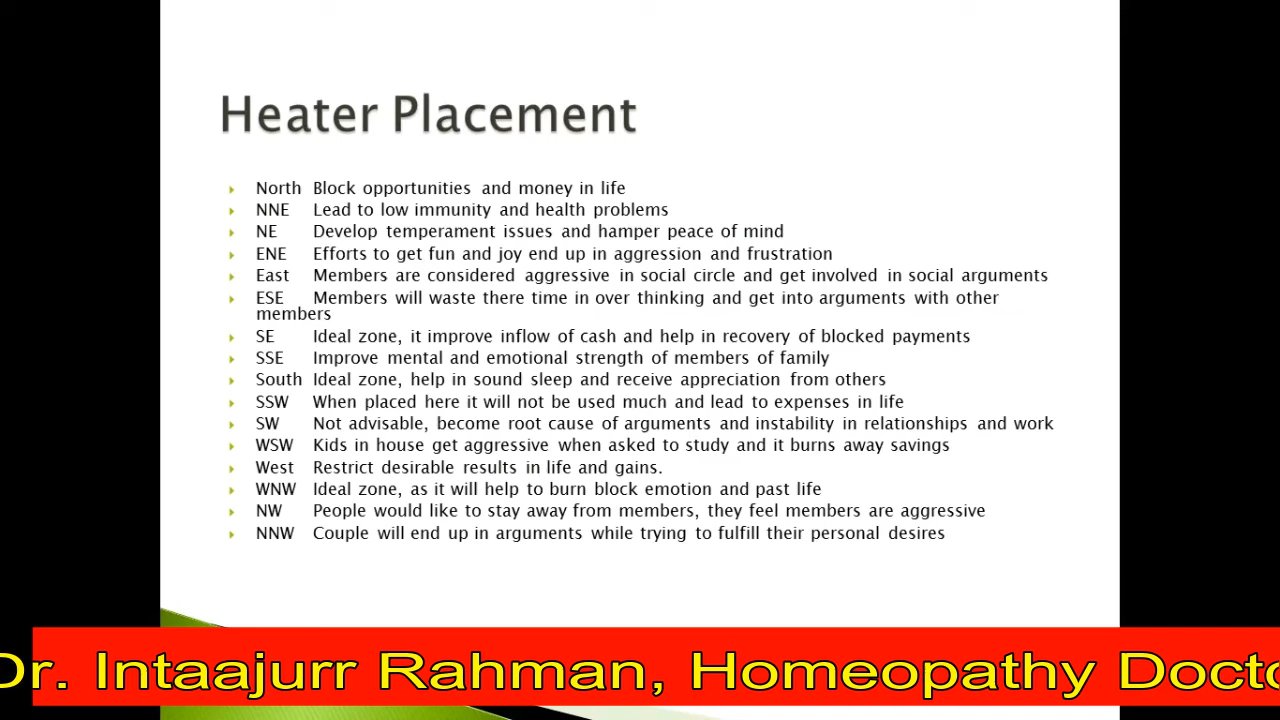 Heater Placement
North Block opportunities and money in life
NNE Lead to low immunity and health problems
NE Develop temperament issues and hamper peace of mind
ENE Efforts to get fun and joy end up in aggression and frustration
East Members are considered aggressive in social circle and get involved in social arguments
ESE Members will waste there time in over thinking and get into arguments with other
members
SE Ideal zone, it improve inflow of cash and help in recovery of blocked payments
SSE Improve mental and emotional strength of members of family
South Ideal zone, help in sound sleep and receive appreciation from others
SSW When placed here it will not be used much and lead to expenses in life
SW Not advisable, become root cause of arguments and instability in relationships and work
WSW Kids in house get aggressive when asked to study and it burns away savings
West Restrict desirable results in life and gains.
WNW Ideal zone, as it will help to burn block emotion and past life
NW People would like to stay away from members, they feel members are aggressive
NNW Couple will end up in arguments while trying to fulfill their personal desires
Dr. Intaajurr Rahman, Homeopathy Docto